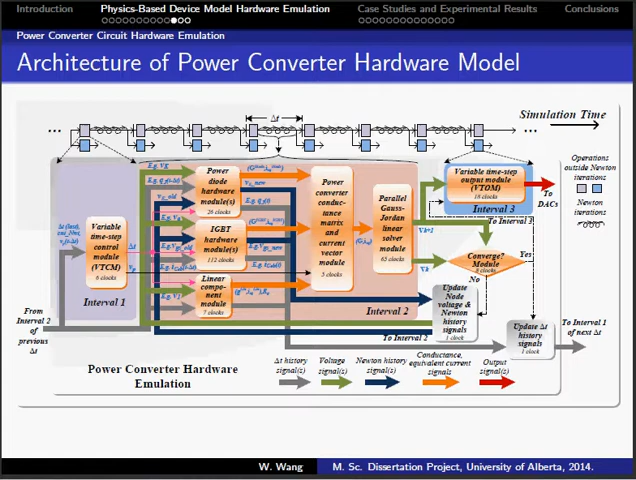 Introduction
Physics-Based Device Model Hardware Emulation
Case Studies and Experimental Results
Conclusions
Power Converter Circuit Hardware Emulation
Architecture of Power Converter Hardware Model
Δt
Simulation Time
Operations
outside Newton
iterations
Newton
iterations
Variable time-step
control
module
(VTCM)
6 clocks
Interval 1
From
Interval 2
of
previous
Δt
Power
diode
hardware
module(s)
26 clocks
IGBT
hardware
module(s)
112 clocks
Linear
component
module
7 clocks
Power
converter
conductance
matrix
and
current
vector
module
5 clocks
Parallel
Gauss-
Jordan
linear
solver
module
65 clocks
Interval 2
Variable time-step
output module
(VTOM)
18 clocks
Interval 3
To
DACs
To Interval 3
Converge?
Module
Yes
No
Update
Node
voltage &
Newton
history
signals
1 clock
To Interval 2
Update Δt
history
signals
1 clock
To Interval 1
of next Δt
Power Converter Hardware
Emulation
Δt history
signal(s)
Voltage
signal(s)
Newton history
signal(s)
Conductance,
equivalent current
signals
Output
signal(s)
W. Wang
M. Sc. Dissertation Project, University of Alberta, 2014.